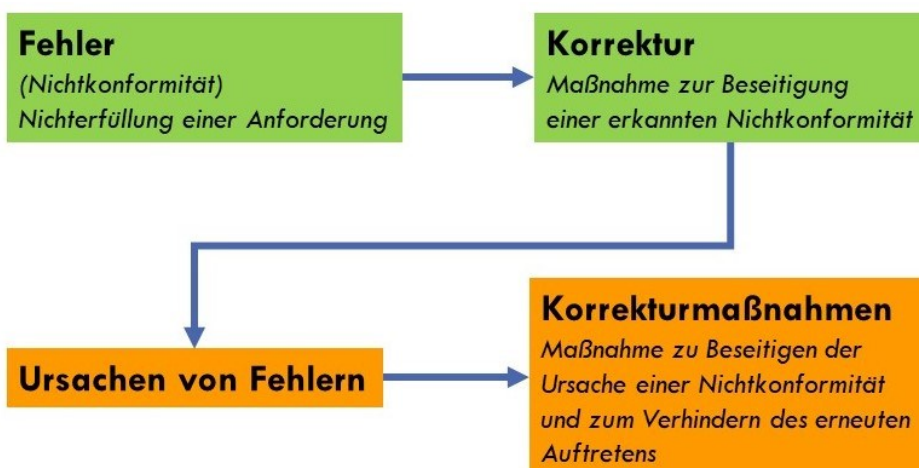 Fehler
(Nichtkonformität)
Nichterfüllung einer Anforderung
Korrektur
Maßnahme zur Beseitigung
einer erkannten Nichtkonformität
Ursachen von Fehlern
Korrekturmaßnahmen
Maßnahme zu Beseitigen der
Ursache einer Nichtkonformität
und zum Verhindern des erneuten
Auftretens